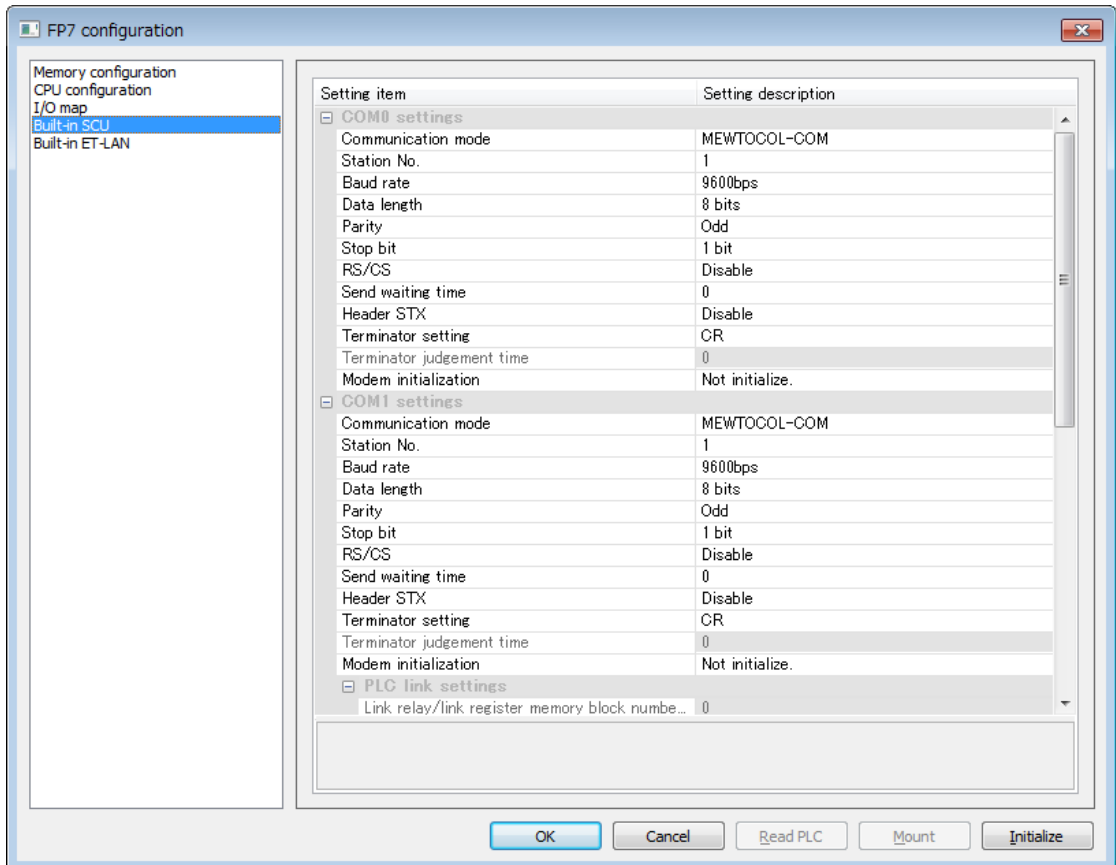 FP7 configuration
Memory configuration
CPU configuration
I/O map
Built-in SCU
Built-in ET-LAN
Setting item Setting description
COM0 settings
Communication mode MEWTOCOL-COM
Station No. 1
Baud rate 9600bps
Data length 8 bits
Parity Odd
Stop bit 1 bit
RS/CS Disable
Send waiting time 0
Header STX Disable
Terminator setting CR
Terminator judgement time 0
Modem initialization Not initialize.
COM1 settings
Communication mode MEWTOCOL-COM
Station No. 1
Baud rate 9600bps
Data length 8 bits
Parity Odd
Stop bit 1 bit
RS/CS Disable
Send waiting time 0
Header STX Disable
Terminator setting CR
Terminator judgement time 0
Modem initialization Not initialize.
PLC link settings
Link relay/link register memory block numbe... 0
OK Cancel Read PLC Mount Initialize